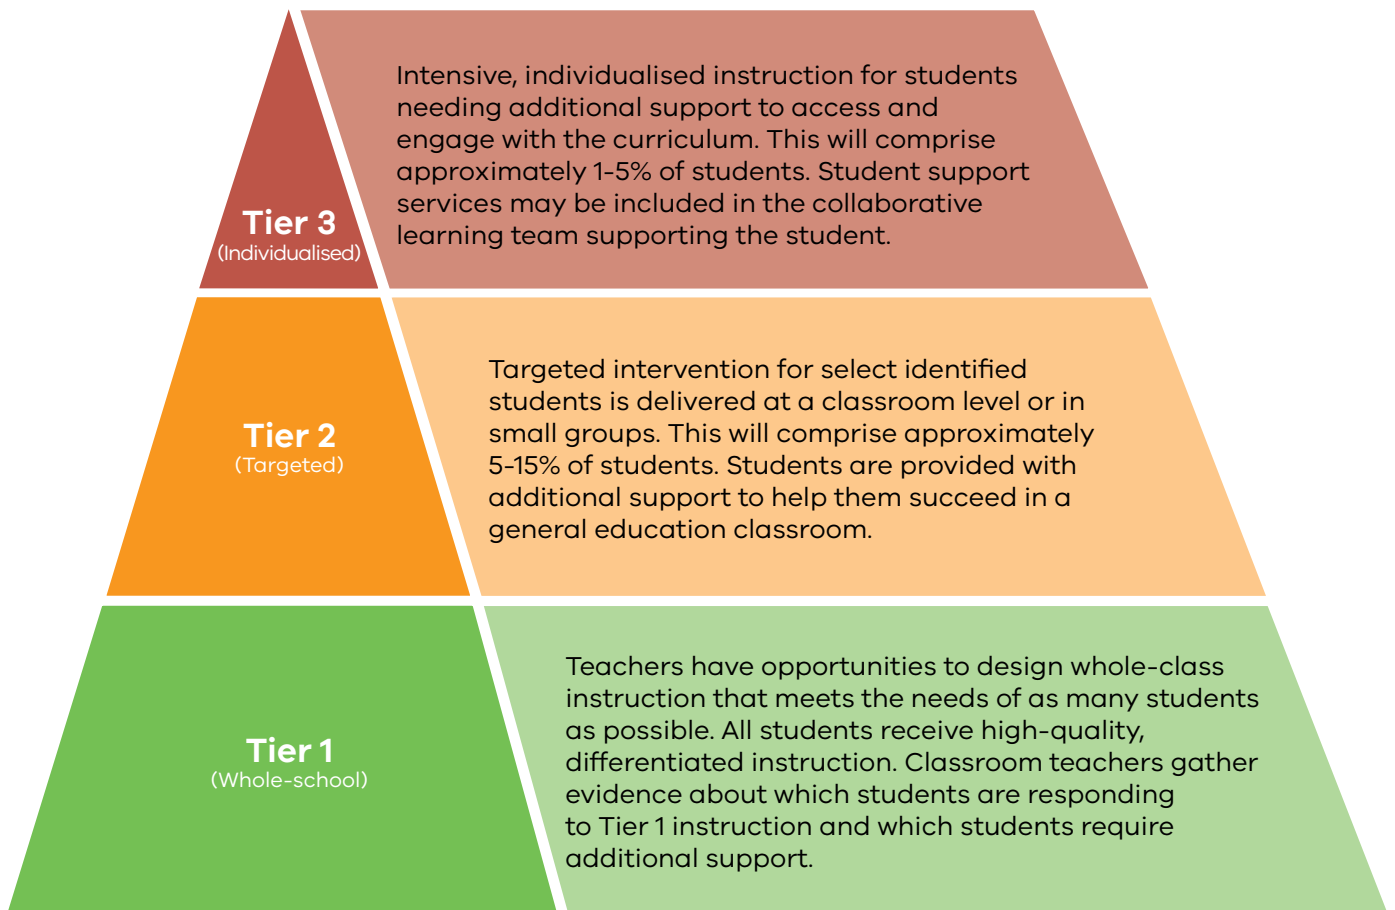 Tier 3
(Individualised)
Intensive, individualised instruction for students
needing additional support to access and
engage with the curriculum. This will comprise
approximately 1-5% of students. Student support
services may be included in the collaborative
learning team supporting the student.
Tier 2
(Targeted)
Targeted intervention for select identified
students is delivered at a classroom level or in
small groups. This will comprise approximately
5-15% of students. Students are provided with
additional support to help them succeed in a
general education classroom.
Tier 1
(Whole-school)
Teachers have opportunities to design whole-class
instruction that meets the needs of as many students
as possible. All students receive high-quality,
differentiated instruction. Classroom teachers gather
evidence about which students are responding
to Tier 1 instruction and which students require
additional support.